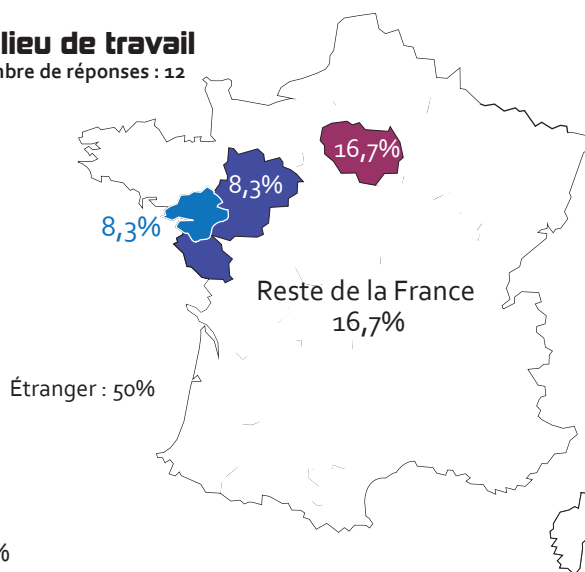 lieu de travail
mbre de réponses : 12
16,7%
8,3%
8,3%
Reste de la France
16,7%
Étranger : 50%
%